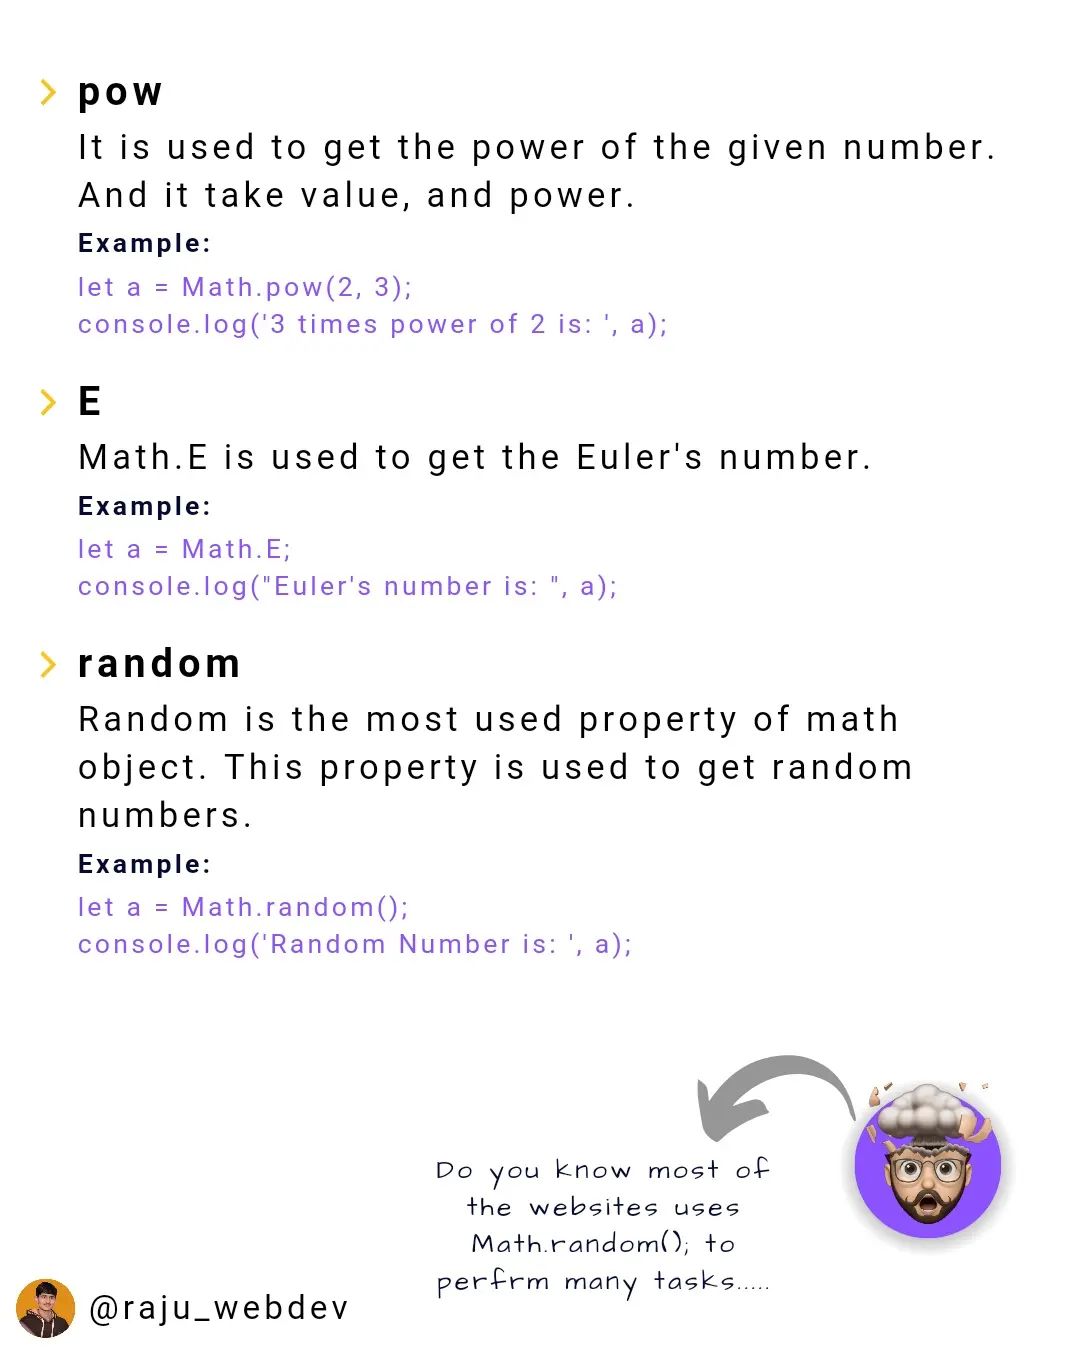 pow
It is used to get the power of the given number.
And it take value, and power.
Example:
let a = Math.pow(2, 3);
console.log('3 times power of 2 is: ', a);
E
Math.E is used to get the Euler's number.
Example:
let a = Math.E;
console.log("Euler's number is: ", a);
random
Random is the most used property of math
object. This property is used to get random
numbers.
Example:
let a = Math.random();
console.log('Random Number is: ', a);
Do you know most of
the websites uses
Math.random(); to
perfrm many tasks.....
@raju_webdev